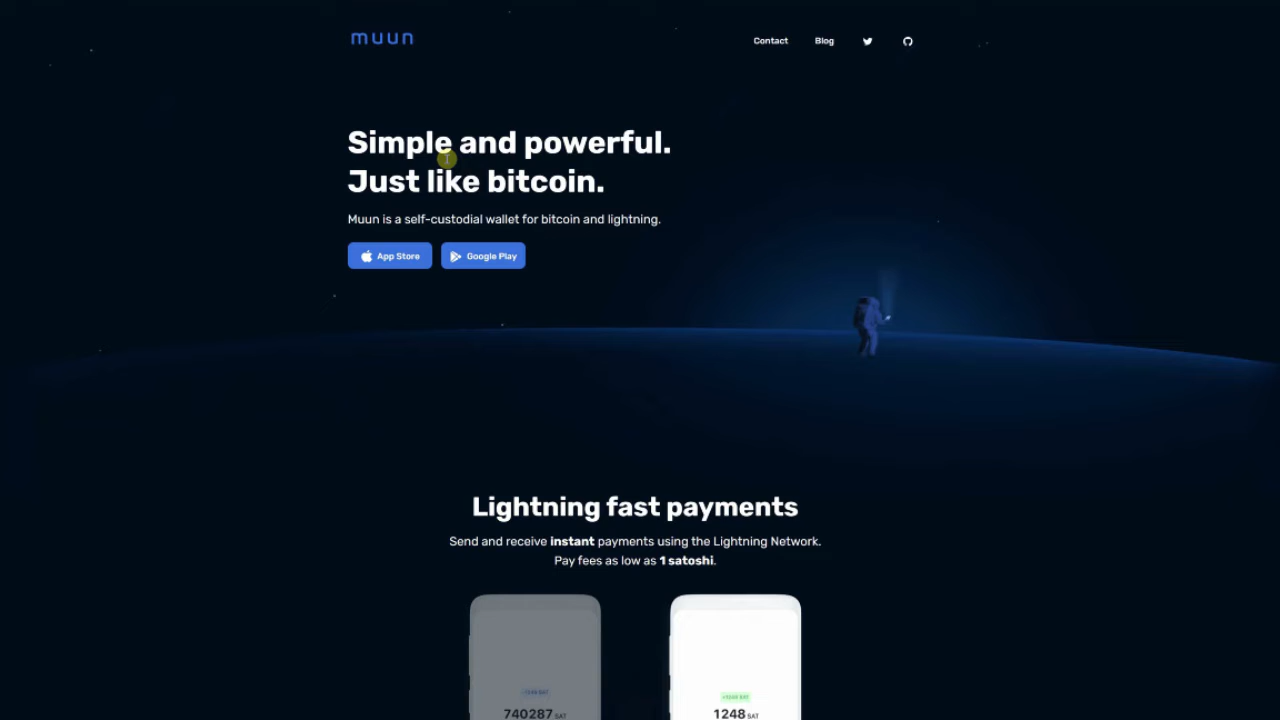 muun
Contact
Blog
Simple and powerful.
Just like bitcoin.
Muun is a self-custodial wallet for bitcoin and lightning.
App Store
Google Play
Lightning fast payments
Send and receive instant payments using the Lightning Network.
Pay fees as low as 1 satoshi.
740287 SAT
1248 SAT